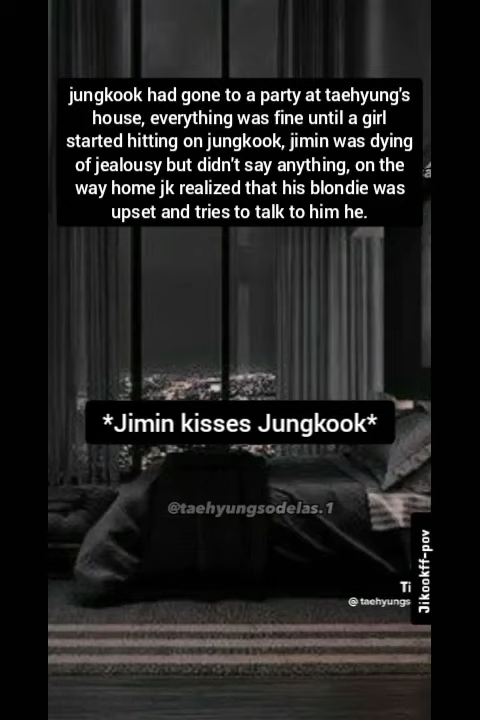 jungkook had gone to a party at taehyung's
house, everything was fine until a girl
started hitting on jungkook, jimin was dying
of jealousy but didn't say anything, on the
way home jk realized that his blondie was
upset and tries to talk to him he.
*Jimin kisses Jungkook*
@taehyungsodelas.1
Ti
@taehyungs
Jikookff-pov